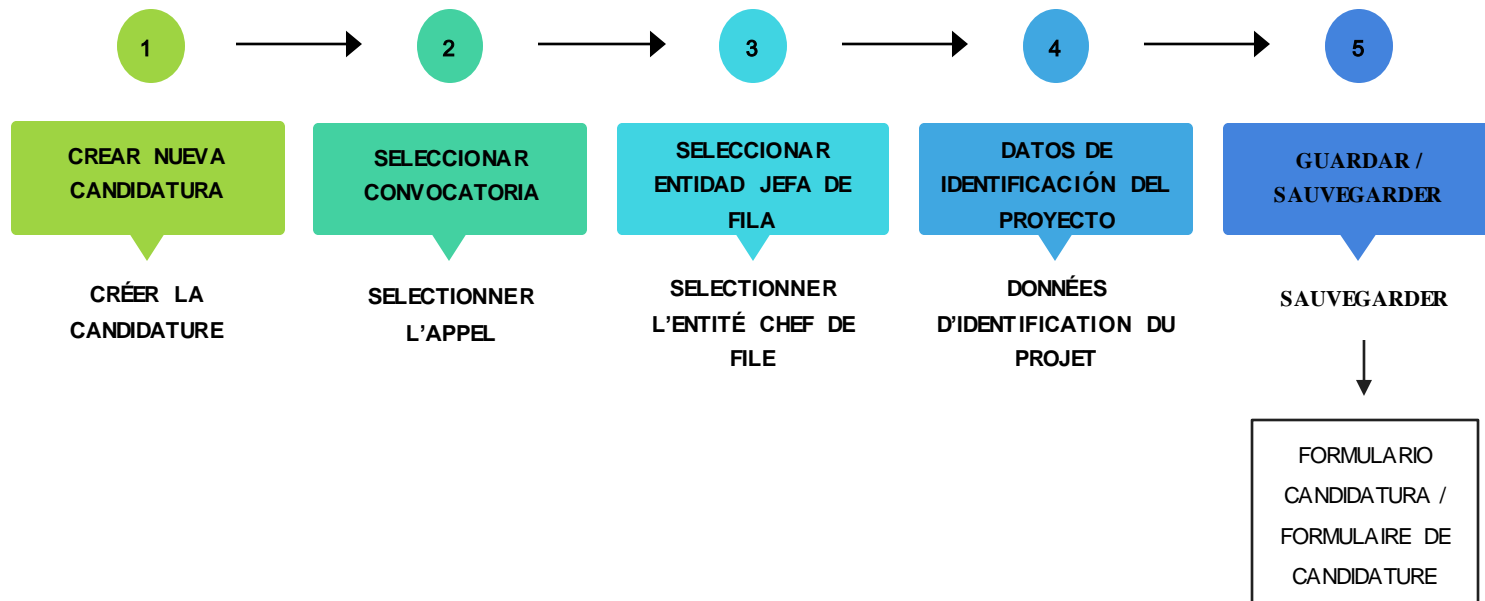 1
2
3
4
5
CREAR NUEVA
CANDIDATURA
SELECCIONAR
CONVOCATORIA
SELECCIONAR
ENTIDAD JEFA DE
FILA
DATOS DE
IDENTIFICACIÓN DEL
PROYECTO
GUARDAR /
SAUVEGARDER
CRÉER LA
CANDIDATURE
SELECTIONNER
L'APPEL
SELECTIONNER
L'ENTITÉ CHEF DE
FILE
DONNÉES
D'IDENTIFICATION DU
PROJET
SAUVEGARDER
FORMULARIO
CANDIDATURA /
FORMULAIRE DE
CANDIDATURE